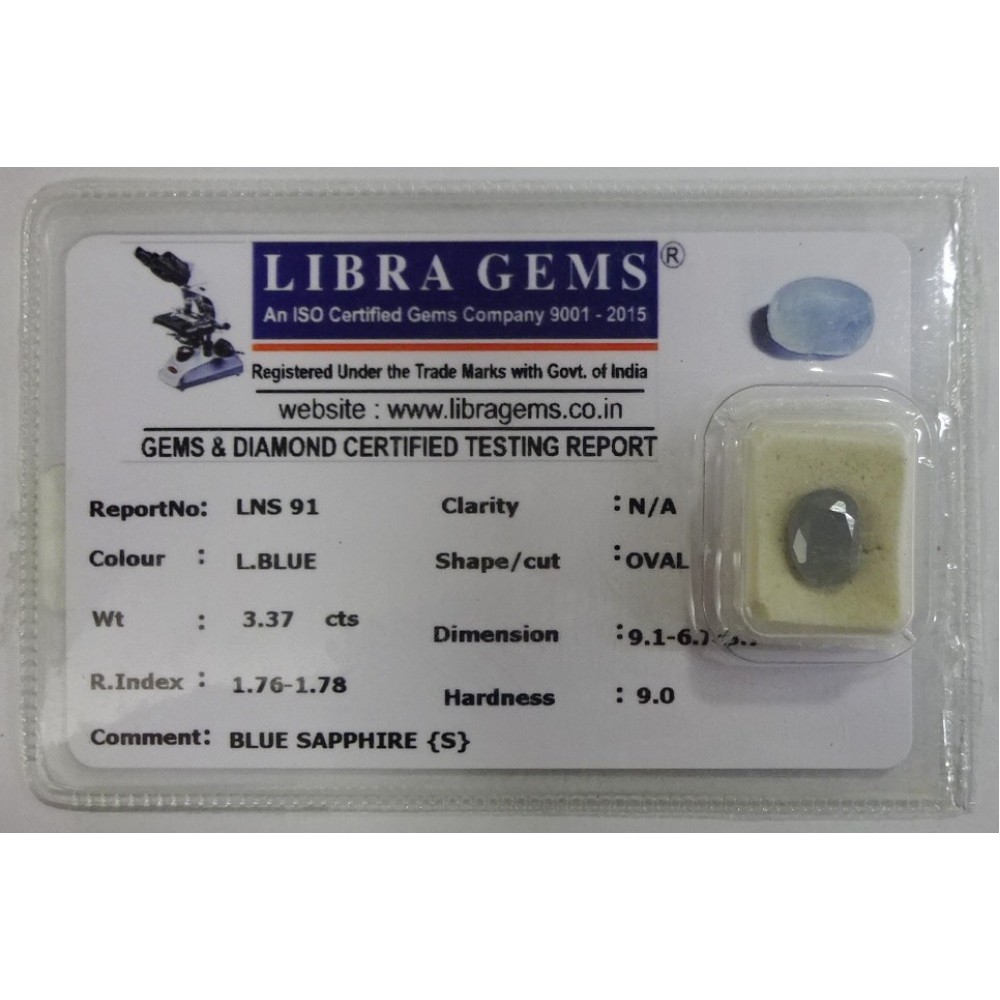 LIBRA GEMS ®
An ISO Certified Gems Company 9001 - 2015
Registered Under the Trade Marks with Govt. of India
website : www.libragems.co.in
GEMS & DIAMOND CERTIFIED TESTING REPORT
ReportNo: LNS 91 Clarity : N/A
Colour : L.BLUE Shape/cut : OVAL
Wt : 3.37 cts Dimension :
R.Index : 1.76-1.78 Hardness : 9.0
Comment: BLUE SAPPHIRE {S}